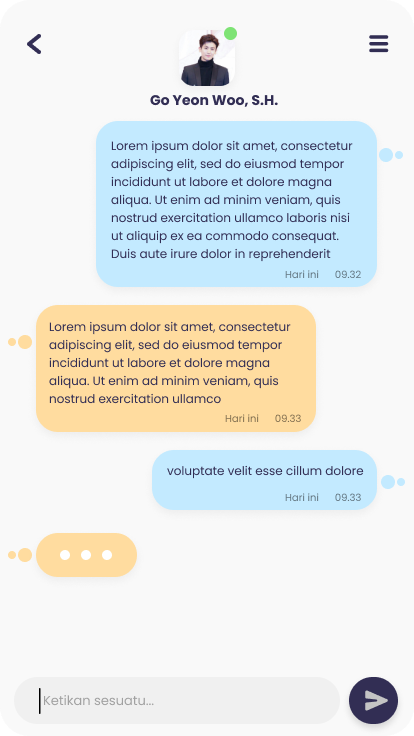 Go Yeon Woo, S.H.
Lorem ipsum dolor sit amet, consectetur
adipiscing elit, sed do eiusmod tempor
incididunt ut labore et dolore magna
aliqua. Ut enim ad minim veniam, quis
nostrud exercitation ullamco laboris nisi
ut aliquip ex ea commodo consequat.
Duis aute irure dolor in reprehenderit
Hari ini 09.32
Lorem ipsum dolor sit amet, consectetur
adipiscing elit, sed do eiusmod tempor
incididunt ut labore et dolore magna
aliqua. Ut enim ad minim veniam, quis
nostrud exercitation ullamco
Hari ini 09.33
voluptate velit esse cillum dolore
Hari ini 09.33
Ketikan sesuatu...